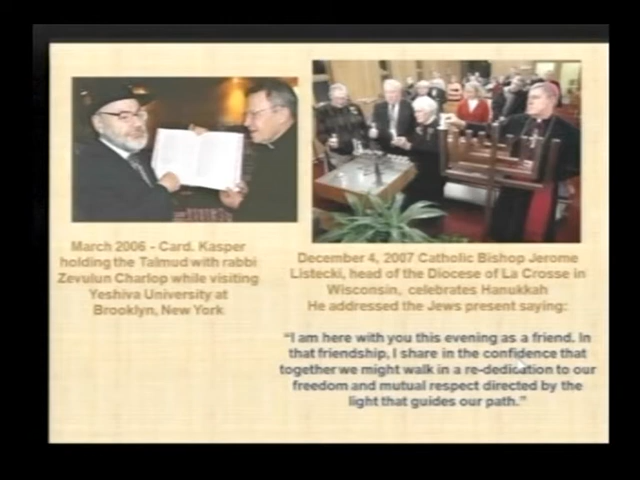 March 2006 - Card. Kasper
holding the Talmud with rabbi
Zevulun Charlop while visiting
Yeshiva University at
Brooklyn, New York
December 4, 2007 Catholic Bishop Jerome
Listecki, head of the Diocese of La Crosse in
Wisconsin, celebrates Hanukkah
He addressed the Jews present saying:
“I am here with you this evening as a friend. In
that friendship, I share in the confidence that
together we might walk in a re-dedication to our
freedom and mutual respect directed by the
light that guides our path.”